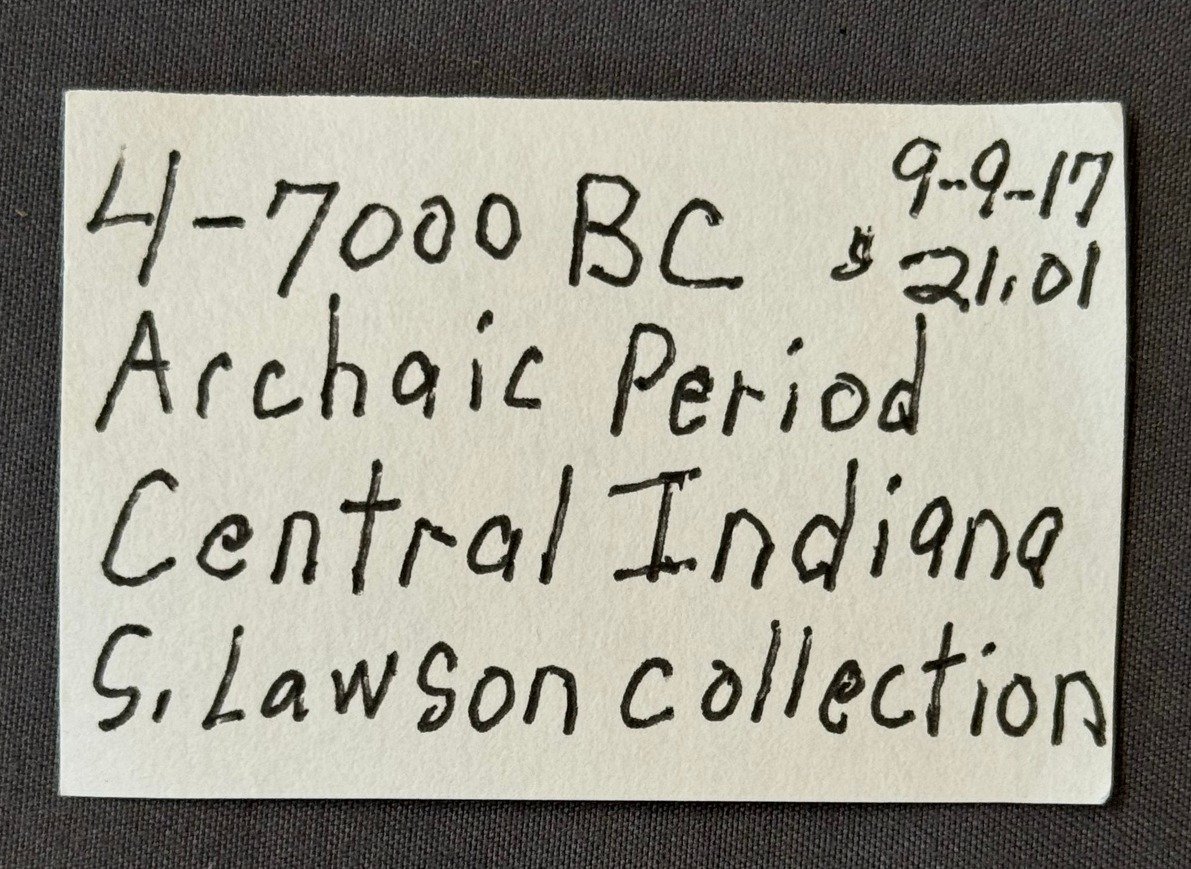 4-7000 BC
9-9-17
$21.01
Archaic Period
Central Indiana
S. Lawson collection